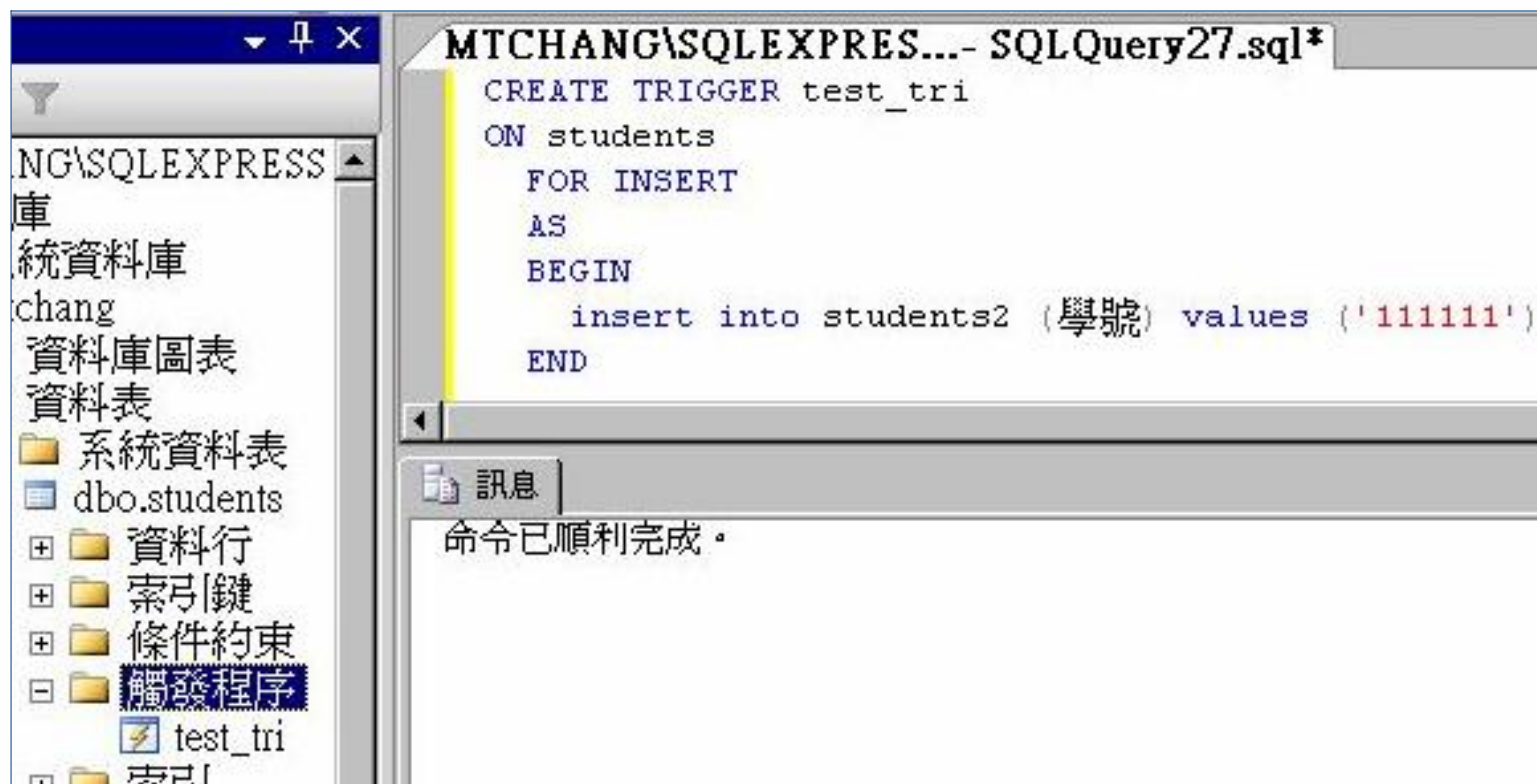 NG\SQLEXPRESS
庫
統資料庫
chang
資料庫圖表
資料表
系統資料表
dbo.students
資料行
索引鍵
條件約束
觸發程序
test_tri
索引
MTCHANG\SQLEXPRES...- SQLQuery27.sql*
CREATE TRIGGER test_tri
ON students
FOR INSERT
AS
BEGIN
insert into students2 (學號) values ('111111')
END
訊息
命令已順利完成。